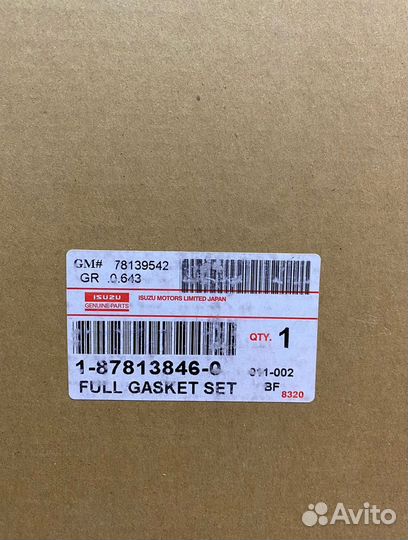 GM# 78139542
GR .0.643
ISUZU
GENUINE PARTS
ISUZU MOTORS LIMITED JAPAN
QTY. 1
1-87813846-0
011-002
FULL GASKET SET
BF
8320
Avito